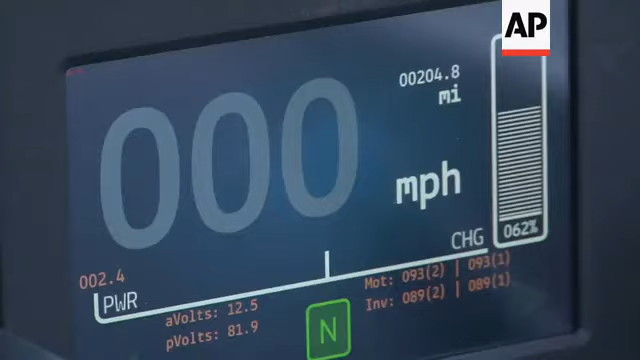 AP
00204.8
mi
000
mph
062%
CHG
002.4
PWR
aVolts: 12.5
pVolts: 81.9
Mot: 093(2) | 093(1)
Inv: 089(2) | 089(1)
N